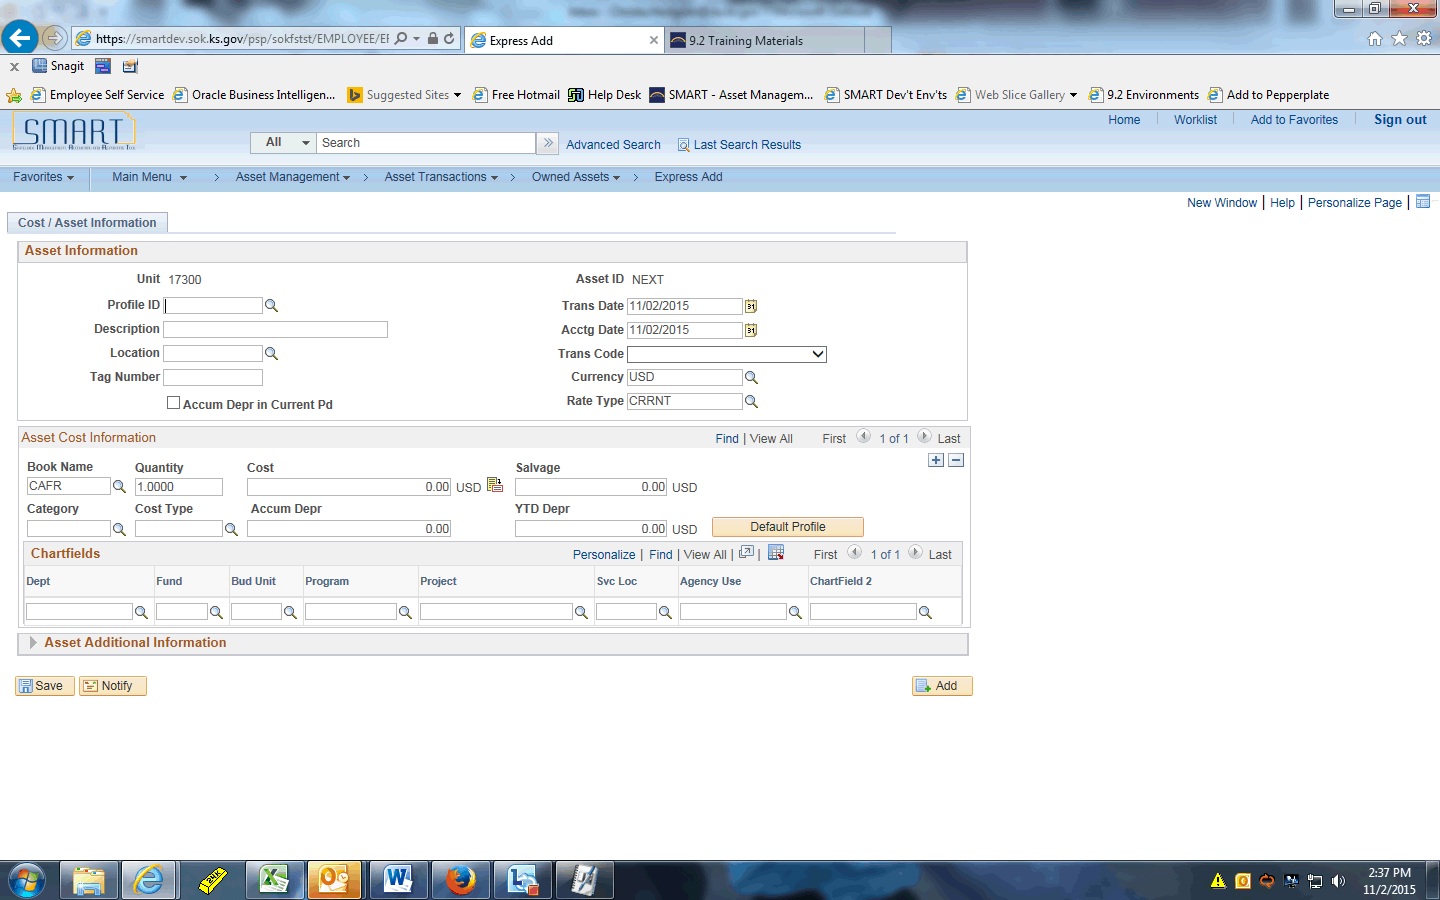 https://smartdev.sok.ks.gov/psp/sokfstst/EMPLOYEE/EF
Express Add
9.2 Training Materials
Snagit
Employee Self Service
Oracle Business Intelligen...
Suggested Sites
Free Hotmail
Help Desk
SMART - Asset Managem...
SMART Dev't Env'ts
Web Slice Gallery
9.2 Environments
Add to Pepperplate
SMART
Home
Worklist
Add to Favorites
Sign out
All
Search
Advanced Search
Last Search Results
Favorites
Main Menu
> Asset Management
> Asset Transactions
> Owned Assets
> Express Add
New Window | Help | Personalize Page |
Cost / Asset Information
Asset Information
Unit 17300
Asset ID NEXT
Profile ID
Trans Date 11/02/2015
Description
Acctg Date 11/02/2015
Location
Trans Code
Tag Number
Currency USD
Accum Depr in Current Pd
Rate Type CRRNT
Asset Cost Information
Find | View All First 1 of 1 Last
Book Name Quantity Cost Salvage
CAFR 1.0000 0.00 USD 0.00 USD
Category Cost Type Accum Depr YTD Depr
0.00 0.00 USD Default Profile
Chartfields
Personalize | Find | View All | | First 1 of 1 Last
Dept Fund Bud Unit Program Project Svc Loc Agency Use ChartField 2
Asset Additional Information
Save Notify Add
2:37 PM
11/2/2015